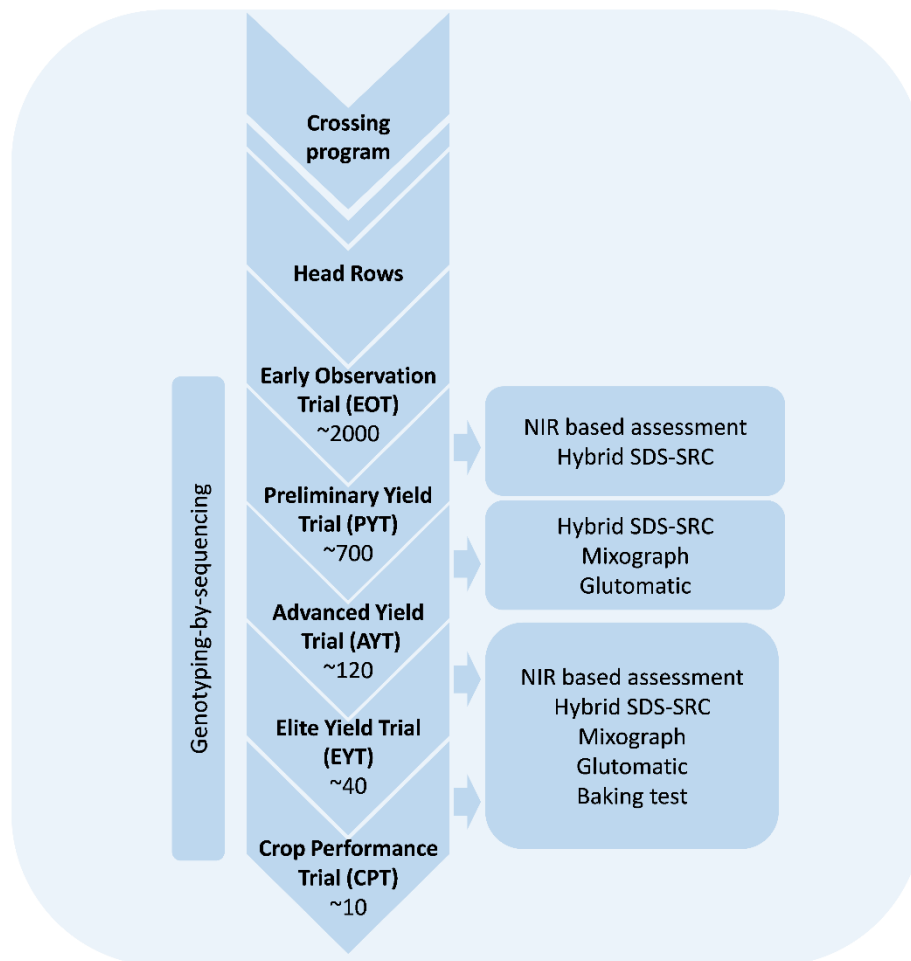 Crossing
program
Head Rows
Early Observation
Trial (EOT)
~2000
Preliminary Yield
Trial (PYT)
~700
Advanced Yield
Trial (AYT)
~120
Elite Yield Trial
(EYT)
~40
Crop Performance
Trial (CPT)
~10
Genotyping-by-sequencing
NIR based assessment
Hybrid SDS-SRC
Hybrid SDS-SRC
Mixograph
Glutomatic
NIR based assessment
Hybrid SDS-SRC
Mixograph
Glutomatic
Baking test